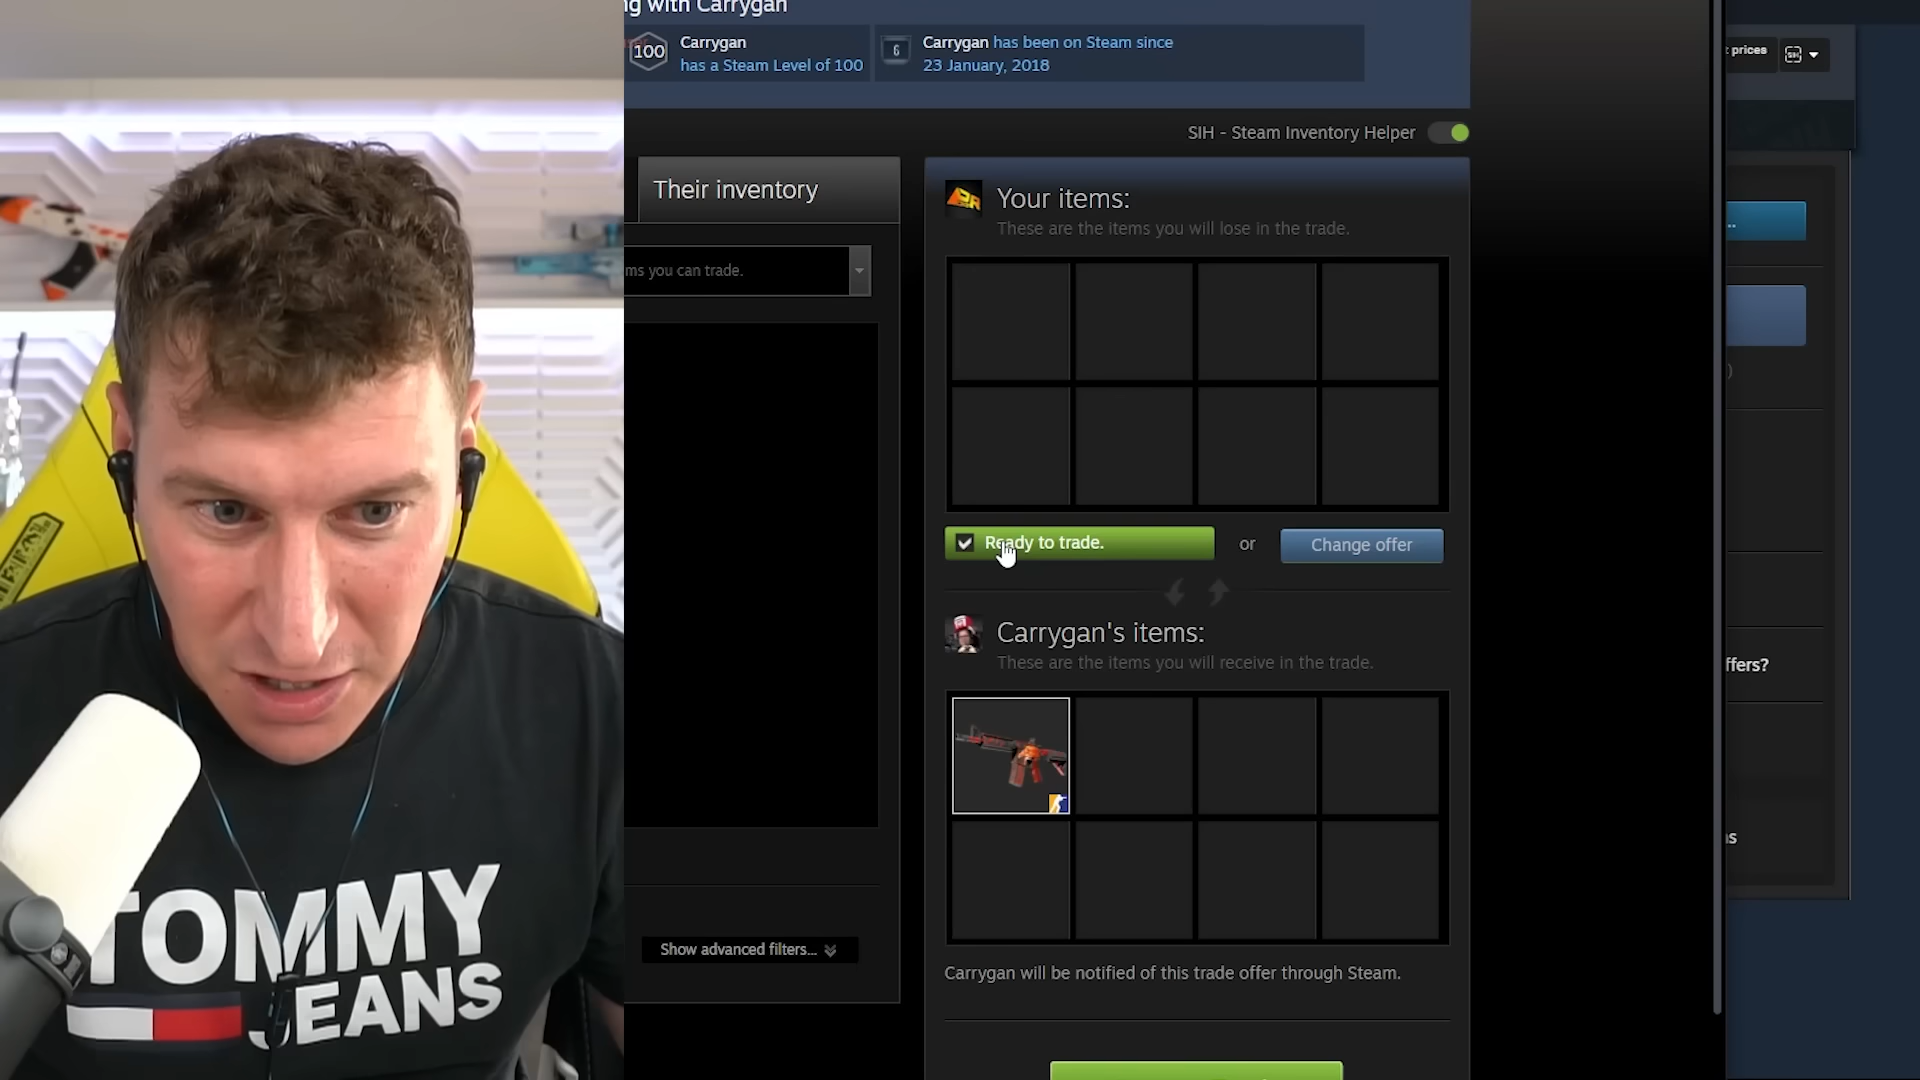 ng with Carrygan
100
Carrygan
has a Steam Level of 100
6
Carrygan has been on Steam since
23 January, 2018
t prices
SIH - Steam Inventory Helper
Their inventory
Your items:
These are the items you will lose in the trade.
ms you can trade.
..
)
Ready to trade.
or
Change offer
Carrygan's items:
These are the items you will receive in the trade.
ffers?
ns
Show advanced filters...
Carrygan will be notified of this trade offer through Steam.
TOMMY
JEANS